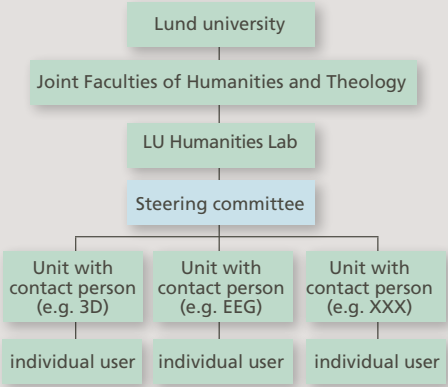 Lund university
Joint Faculties of Humanities and Theology
LU Humanities Lab
Steering committee
Unit with
contact person
(e.g. 3D)
Unit with
contact person
(e.g. EEG)
Unit with
contact person
(e.g. XXX)
individual user
individual user
individual user